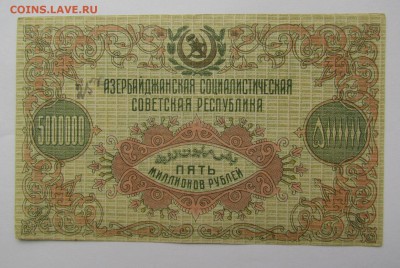 COINS.LAVE.RU
АЗЕРБАЙДЖАНСКАЯ СОЦИАЛИСТИЧЕСКАЯ
СОВЕТСКАЯ РЕСПУБЛИКА
5000000
ПЯТЬ
МИЛЛИОНОВ РУБЛЕЙ